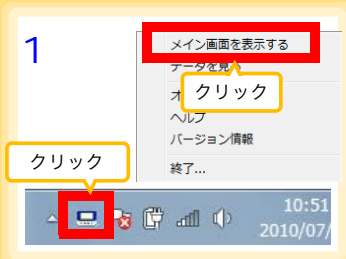 1
メイン画面を表示する
データを見
クリック
オ
ヘルプ
バージョン情報
クリック
終了...
10:51
2010/07/